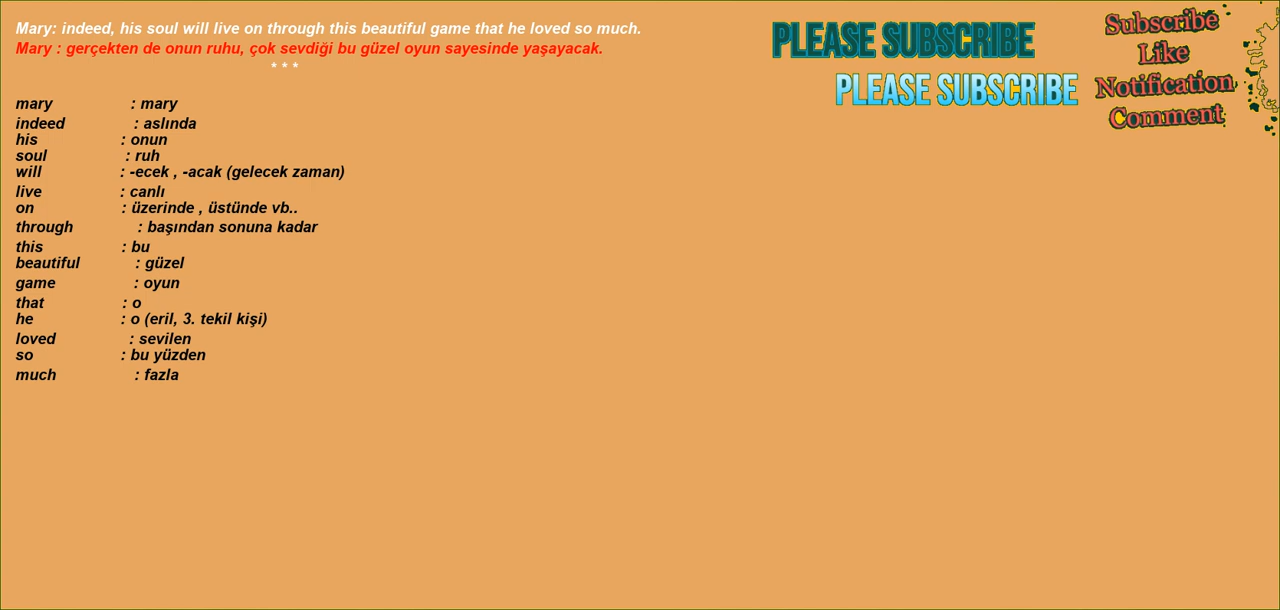 Mary: indeed, his soul will live on through this beautiful game that he loved so much.
Mary : gerçekten de onun ruhu, çok sevdiği bu güzel oyun sayesinde yaşayacak.
* * *
mary : mary
indeed : aslında
his : onun
soul : ruh
will : -ecek , -acak (gelecek zaman)
live : canlı
on : üzerinde , üstünde vb..
through : başından sonuna kadar
this : bu
beautiful : güzel
game : oyun
that : o
he : o (eril, 3. tekil kişi)
loved : sevilen
so : bu yüzden
much : fazla
PLEASE SUBSCRIBE
PLEASE SUBSCRIBE
Subscribe
Like
Notification
Comment